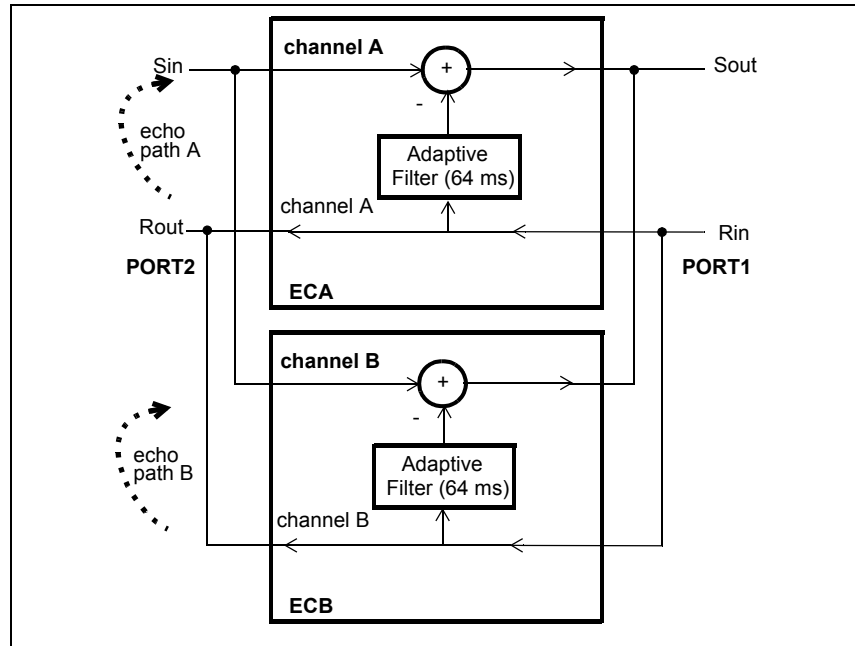 channel A
Sin
+
Sout
-
echo
path A
Adaptive
Filter (64 ms)
channel A
Rout
Rin
PORT2
PORT1
ECA
channel B
+
-
echo
path B
Adaptive
Filter (64 ms)
channel B
ECB